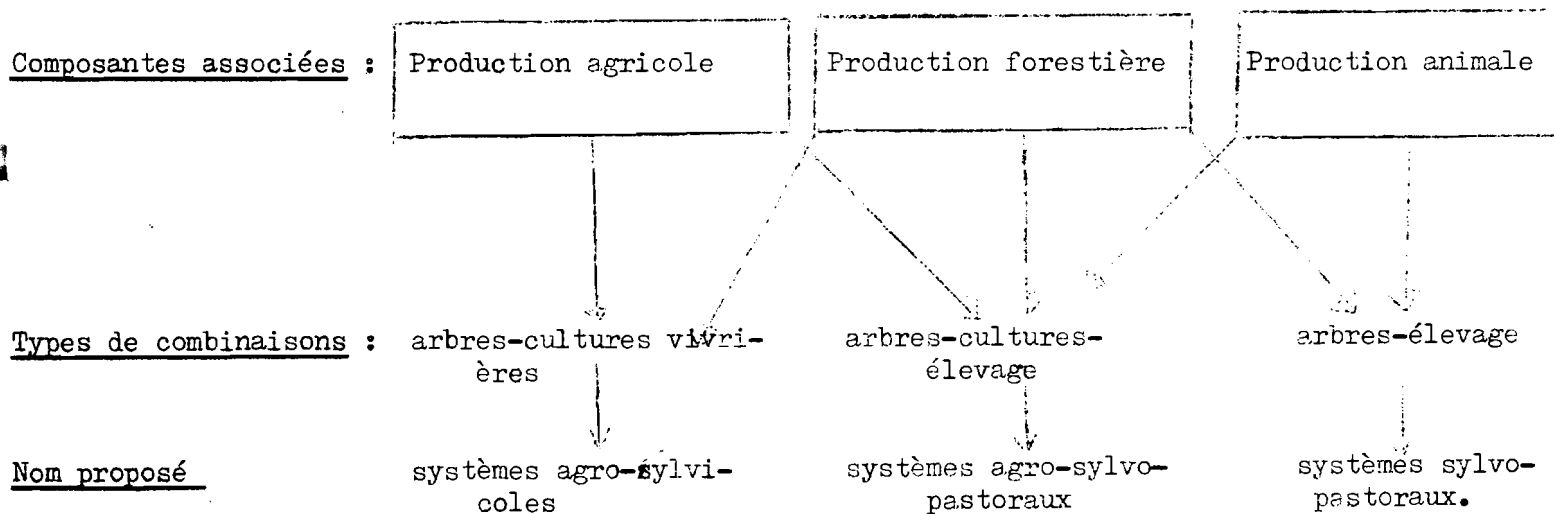 Composantes associées : Production agricole Production forestière Production animale
Types de combinaisons : arbres-cultures vivri- arbres-cultures- arbres-élevage
ères élevage
Nom proposé systèmes agro-sylvi- systèmes agro-sylvo- systèmes sylvo-
coles pastoraux pastoraux.